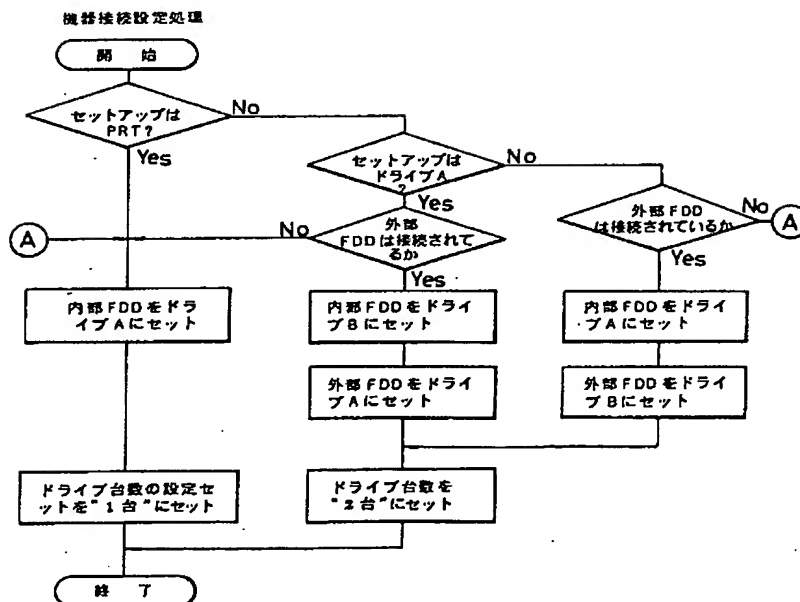 機器接続設定処理
開 始
セットアップは
PRT?
No
Yes
セットアップは
ドライブA
?
No
Yes
外部
FDDは接続されて
るか
No
Yes
A
外部FDD
は接続されているか
No
A
Yes
内部FDDをドラ
イブAにセット
内部FDDをドライ
ブBにセット
内部FDDをドライ
ブAにセット
外部FDDをドライ
ブAにセット
外部FDDをドライ
ブBにセット
ドライブ台数の設定セ
ットを"1台"にセット
ドライブ台数を
"2台"にセット
終 了